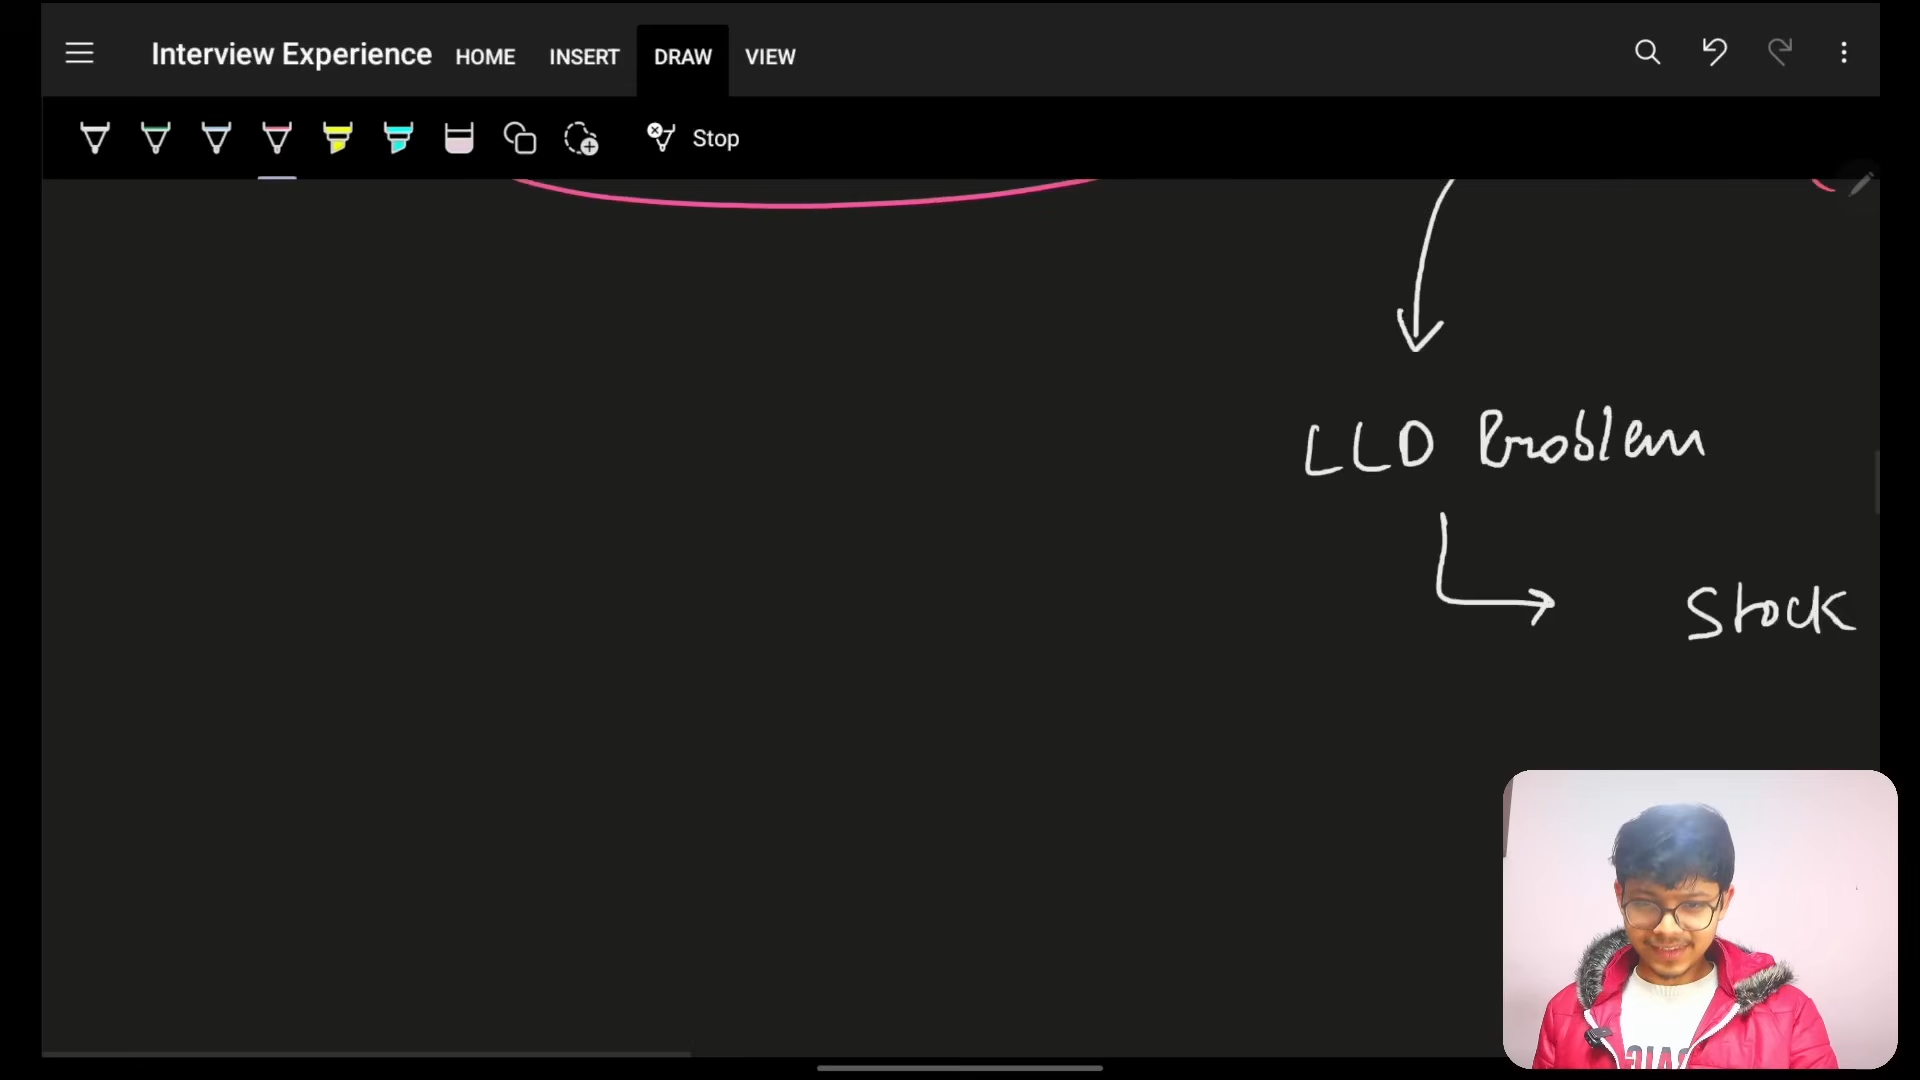 Interview Experience HOME INSERT DRAW VIEW
Stop
LLD Problem
Stock